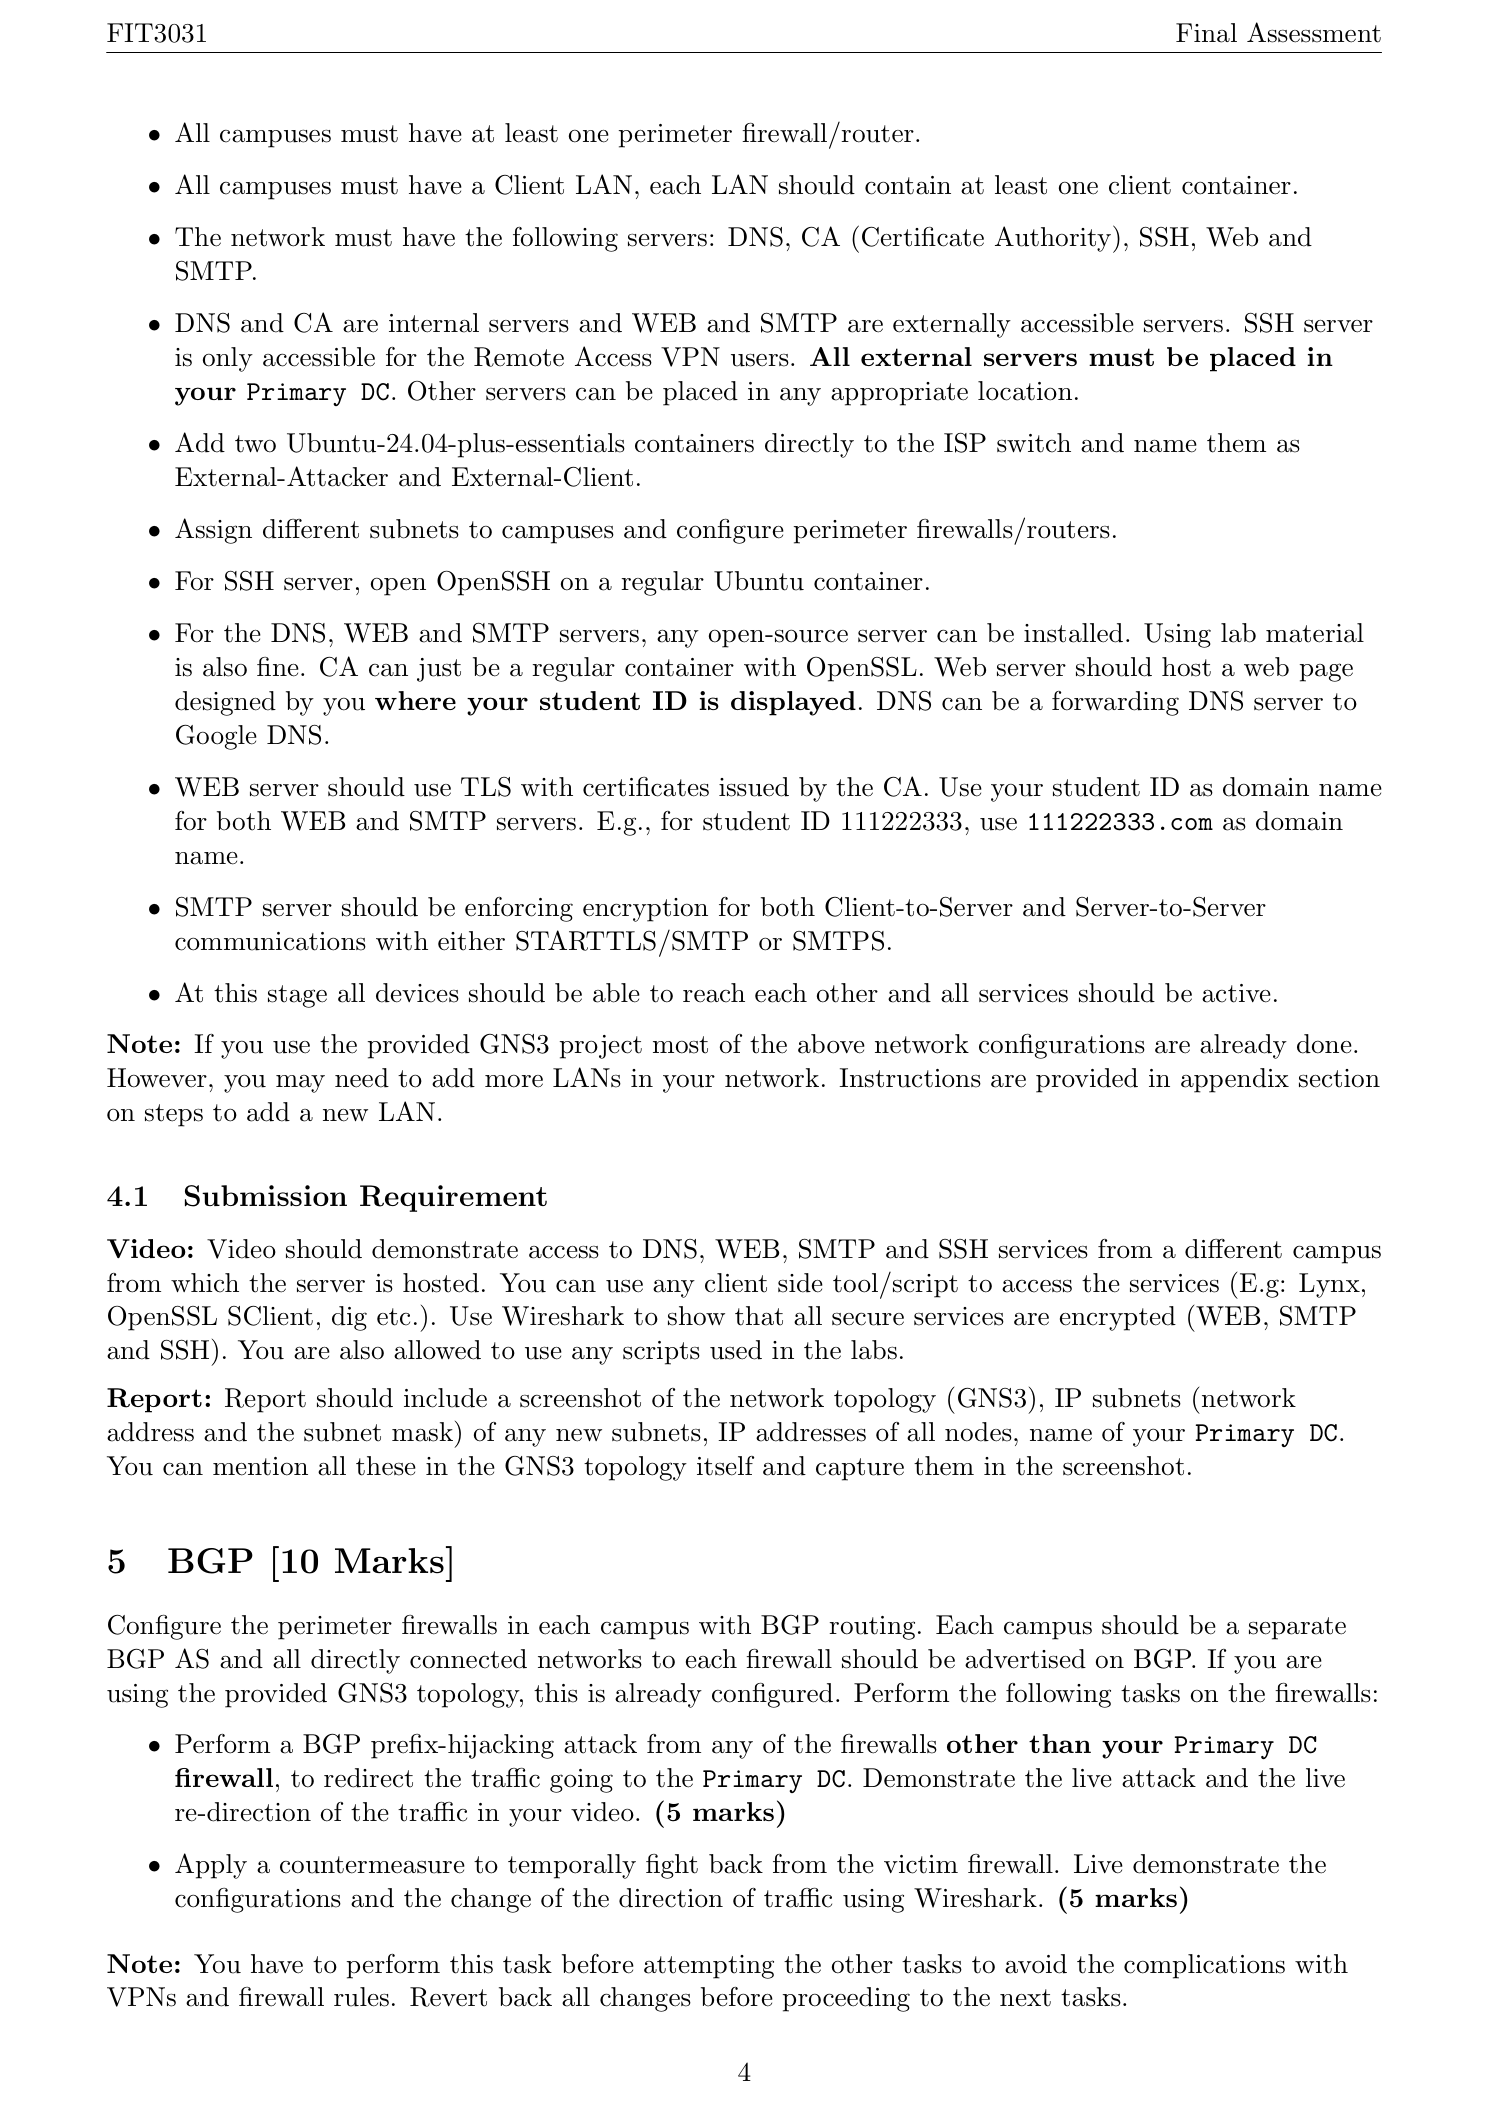 FIT3031 Final Assessment
• All campuses must have at least one perimeter firewall/router.
• All campuses must have a Client LAN, each LAN should contain at least one client container.
• The network must have the following servers: DNS, CA (Certificate Authority), SSH, Web and
SMTP.
• DNS and CA are internal servers and WEB and SMTP are externally accessible servers. SSH server
is only accessible for the Remote Access VPN users. All external servers must be placed in
your Primary DC. Other servers can be placed in any appropriate location.
• Add two Ubuntu-24.04-plus-essentials containers directly to the ISP switch and name them as
External-Attacker and External-Client.
• Assign different subnets to campuses and configure perimeter firewalls/routers.
• For SSH server, open OpenSSH on a regular Ubuntu container.
• For the DNS, WEB and SMTP servers, any open-source server can be installed. Using lab material
is also fine. CA can just be a regular container with OpenSSL. Web server should host a web page
designed by you where your student ID is displayed. DNS can be a forwarding DNS server to
Google DNS.
• WEB server should use TLS with certificates issued by the CA. Use your student ID as domain name
for both WEB and SMTP servers. E.g., for student ID 111222333, use 111222333.com as domain
name.
• SMTP server should be enforcing encryption for both Client-to-Server and Server-to-Server
communications with either STARTTLS/SMTP or SMTPS.
• At this stage all devices should be able to reach each other and all services should be active.
Note: If you use the provided GNS3 project most of the above network configurations are already done.
However, you may need to add more LANs in your network. Instructions are provided in appendix section
on steps to add a new LAN.
4.1 Submission Requirement
Video: Video should demonstrate access to DNS, WEB, SMTP and SSH services from a different campus
from which the server is hosted. You can use any client side tool/script to access the services (E.g: Lynx,
OpenSSL SClient, dig etc.). Use Wireshark to show that all secure services are encrypted (WEB, SMTP
and SSH). You are also allowed to use any scripts used in the labs.
Report: Report should include a screenshot of the network topology (GNS3), IP subnets (network
address and the subnet mask) of any new subnets, IP addresses of all nodes, name of your Primary DC.
You can mention all these in the GNS3 topology itself and capture them in the screenshot.
5 BGP [10 Marks]
Configure the perimeter firewalls in each campus with BGP routing. Each campus should be a separate
BGP AS and all directly connected networks to each firewall should be advertised on BGP. If you are
using the provided GNS3 topology, this is already configured. Perform the following tasks on the firewalls:
• Perform a BGP prefix-hijacking attack from any of the firewalls other than your Primary DC
firewall, to redirect the traffic going to the Primary DC. Demonstrate the live attack and the live
re-direction of the traffic in your video. (5 marks)
• Apply a countermeasure to temporally fight back from the victim firewall. Live demonstrate the
configurations and the change of the direction of traffic using Wireshark. (5 marks)
Note: You have to perform this task before attempting the other tasks to avoid the complications with
VPNs and firewall rules. Revert back all changes before proceeding to the next tasks.
4